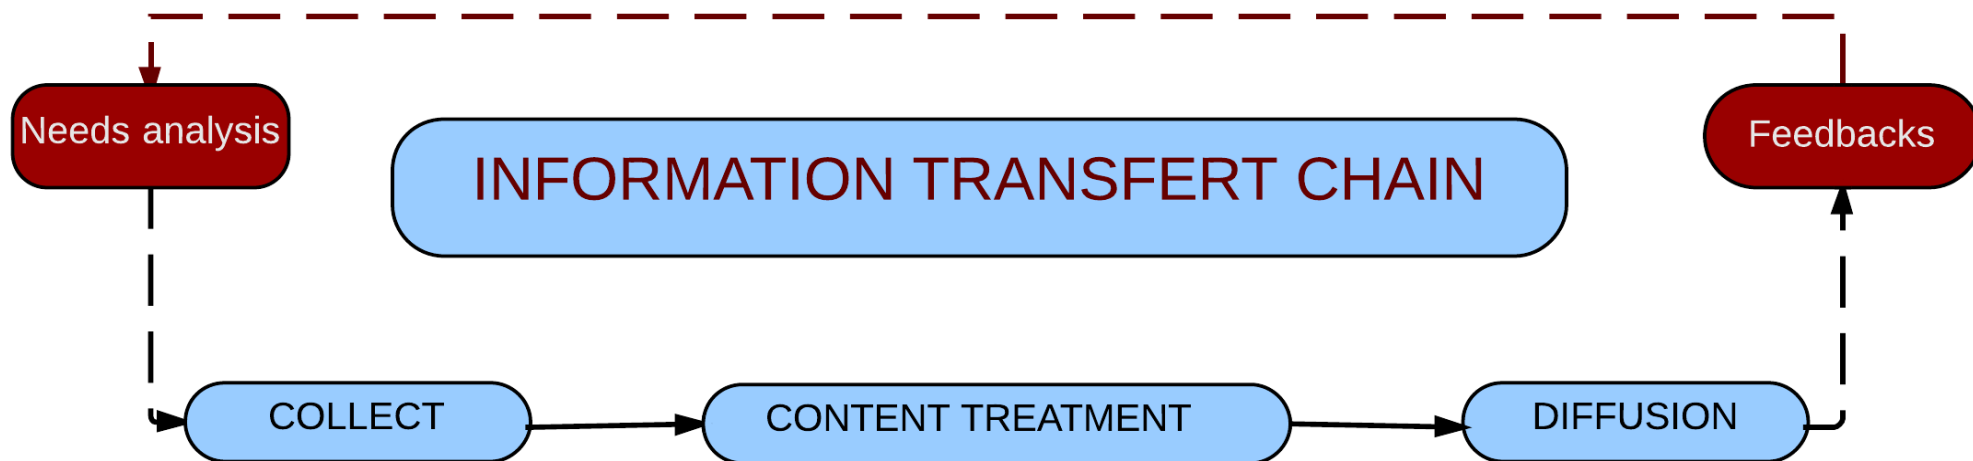 Needs analysis
INFORMATION TRANSFERT CHAIN
Feedbacks
COLLECT
CONTENT TREATMENT
DIFFUSION